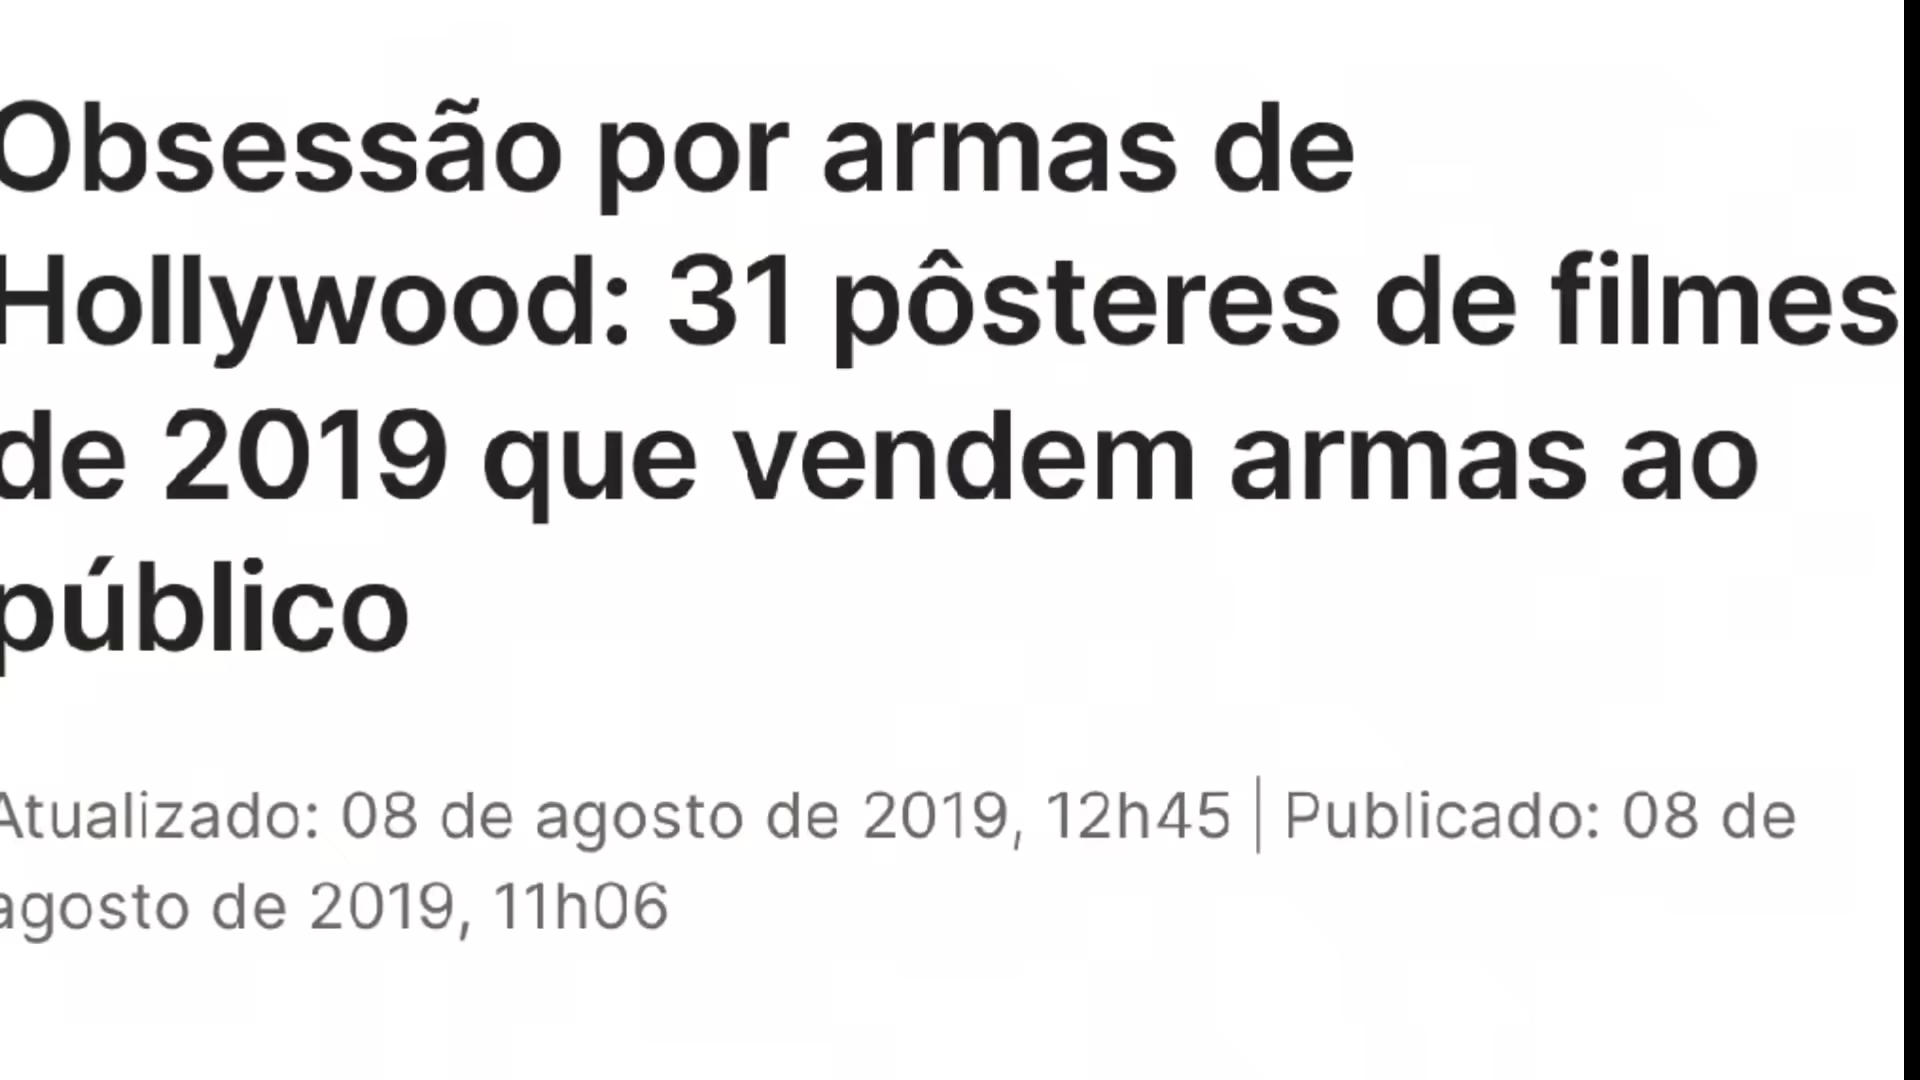 Obsessão por armas de
Hollywood: 31 pôsteres de filmes
de 2019 que vendem armas ao
público
Atualizado: 08 de agosto de 2019, 12h45 | Publicado: 08 de
agosto de 2019, 11h06